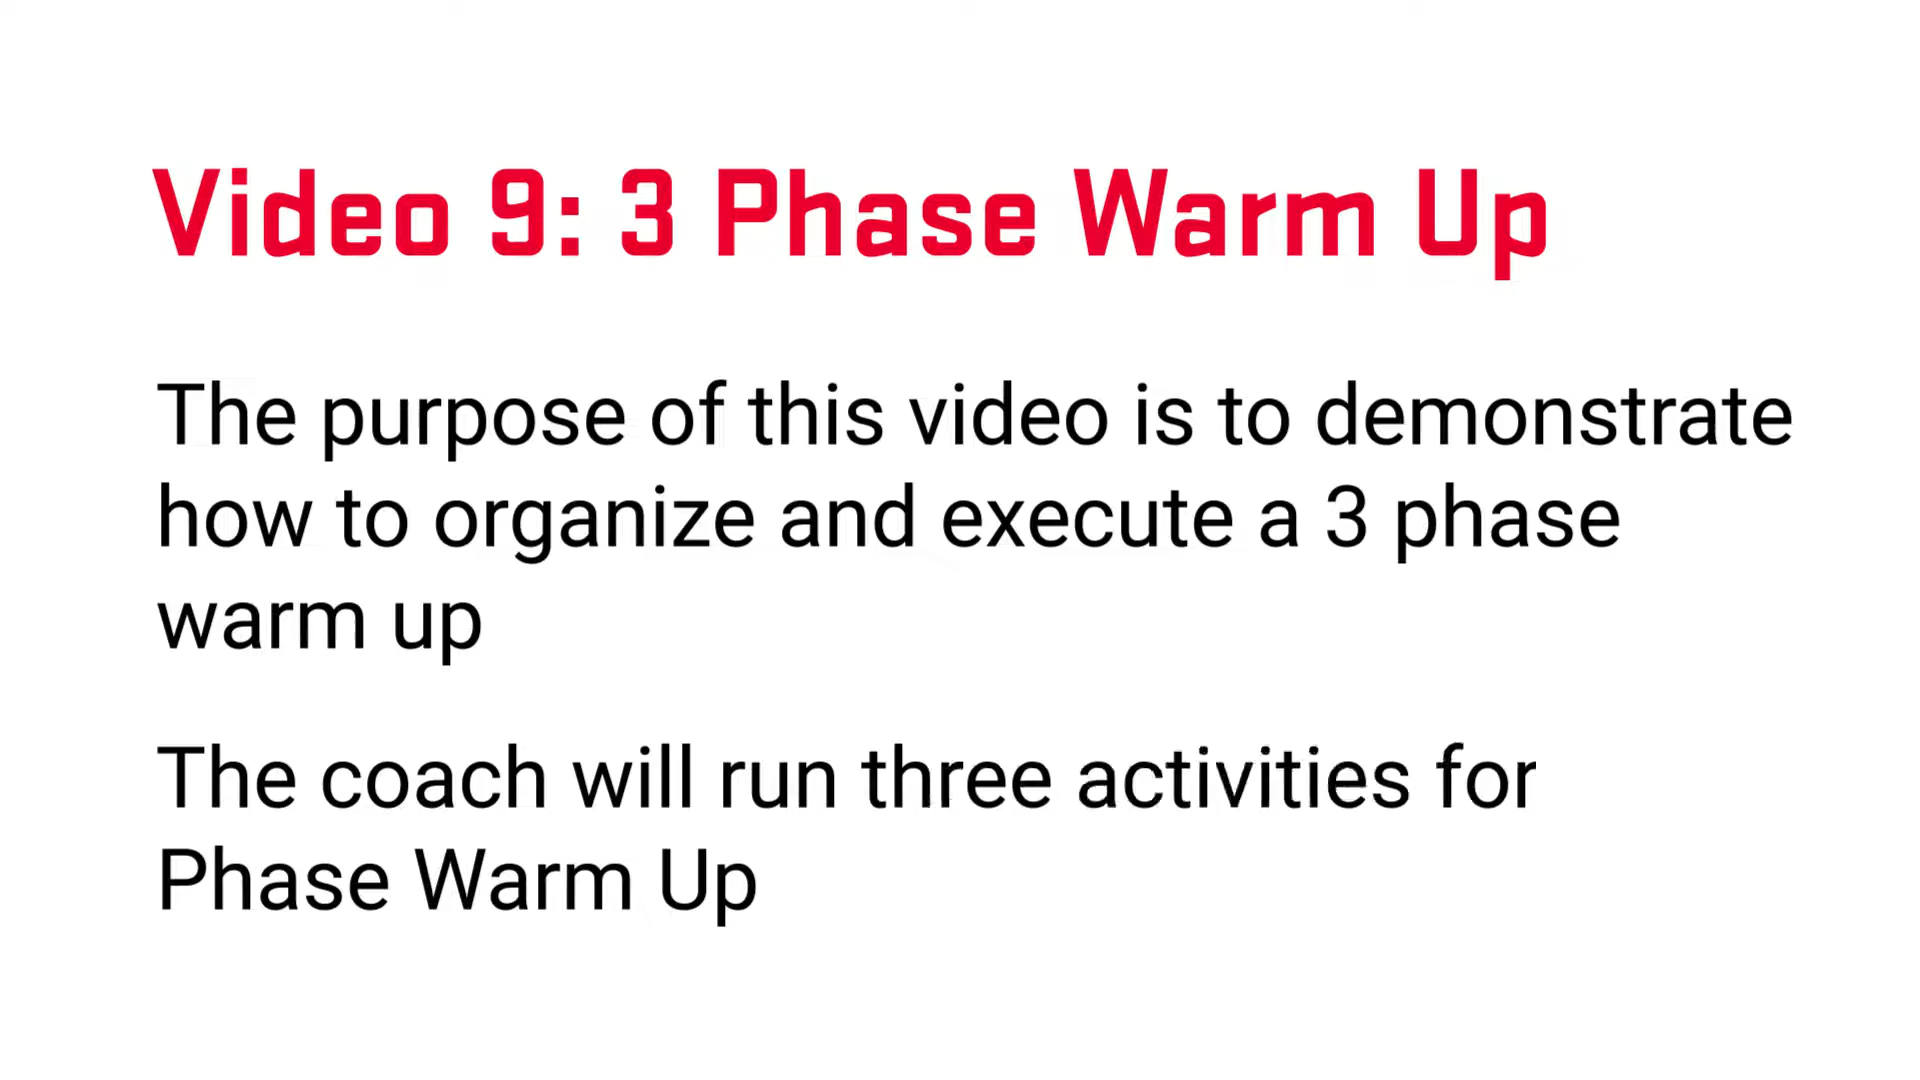 Video 9: 3 Phase Warm Up
The purpose of this video is to demonstrate
how to organize and execute a 3 phase
warm up
The coach will run three activities for
Phase Warm Up